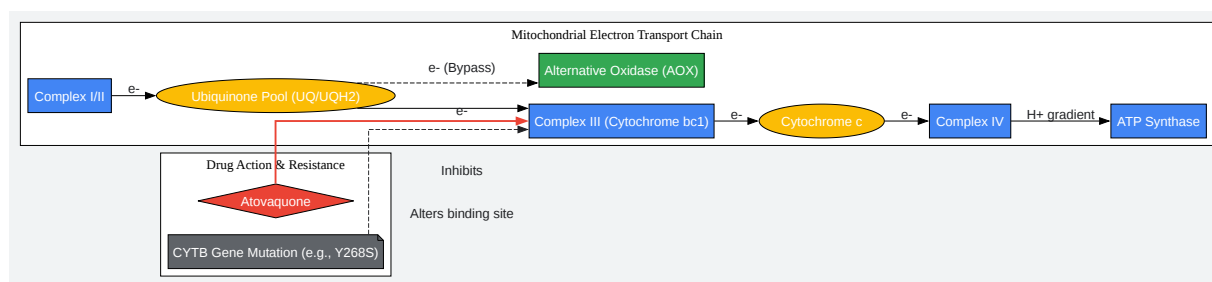 Mitochondrial Electron Transport Chain
e- (Bypass)
Alternative Oxidase (AOX)
Complex I/II
e-
Ubiquinone Pool (UQ/UQH2)
e-
Complex III (Cytochrome bc1)
e-
Cytochrome c
e-
Complex IV
H+ gradient
ATP Synthase
Drug Action & Resistance
Inhibits
Atovaquone
Alters binding site
CYTB Gene Mutation (e.g., Y268S)